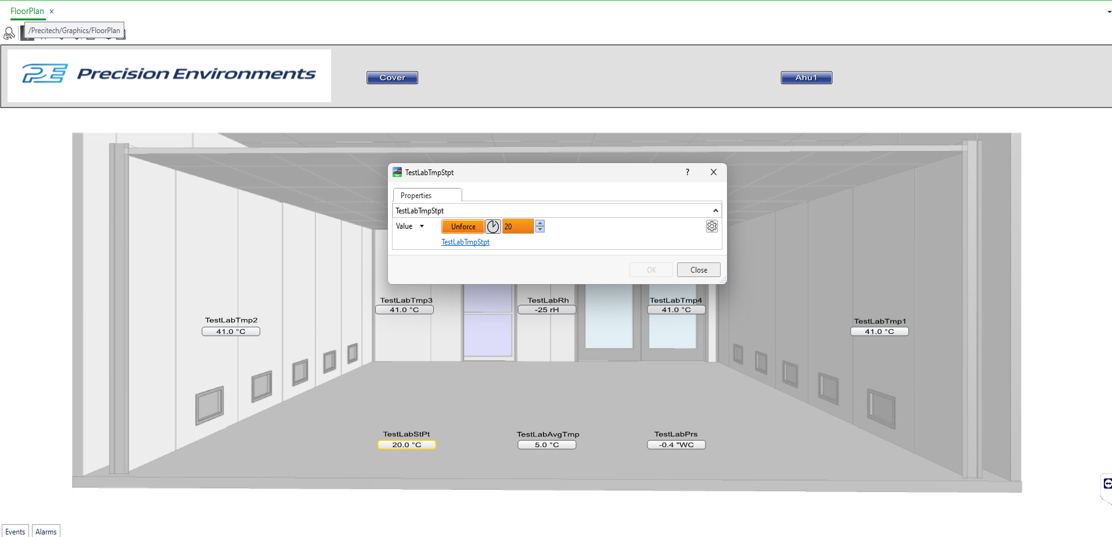 FloorPlan ×
/Precitech/Graphics/FloorPlan
PE Precision Environments
Cover
Ahu1
TestLabTmpStpt
?
Properties
TestLabTmpStpt
Value
Unforce
20
TestLabTmpStpt
OK
Close
TestLabTmp3
41.0 °C
TestLabRh
-25 rH
TestLabTmp4
41.0 °C
TestLabTmp2
41.0 °C
TestLabTmp1
41.0 °C
TestLabStPt
20.0 °C
TestLabAvgTmp
5.0 °C
TestLabPrs
-0.4 "WC
Events
Alarms